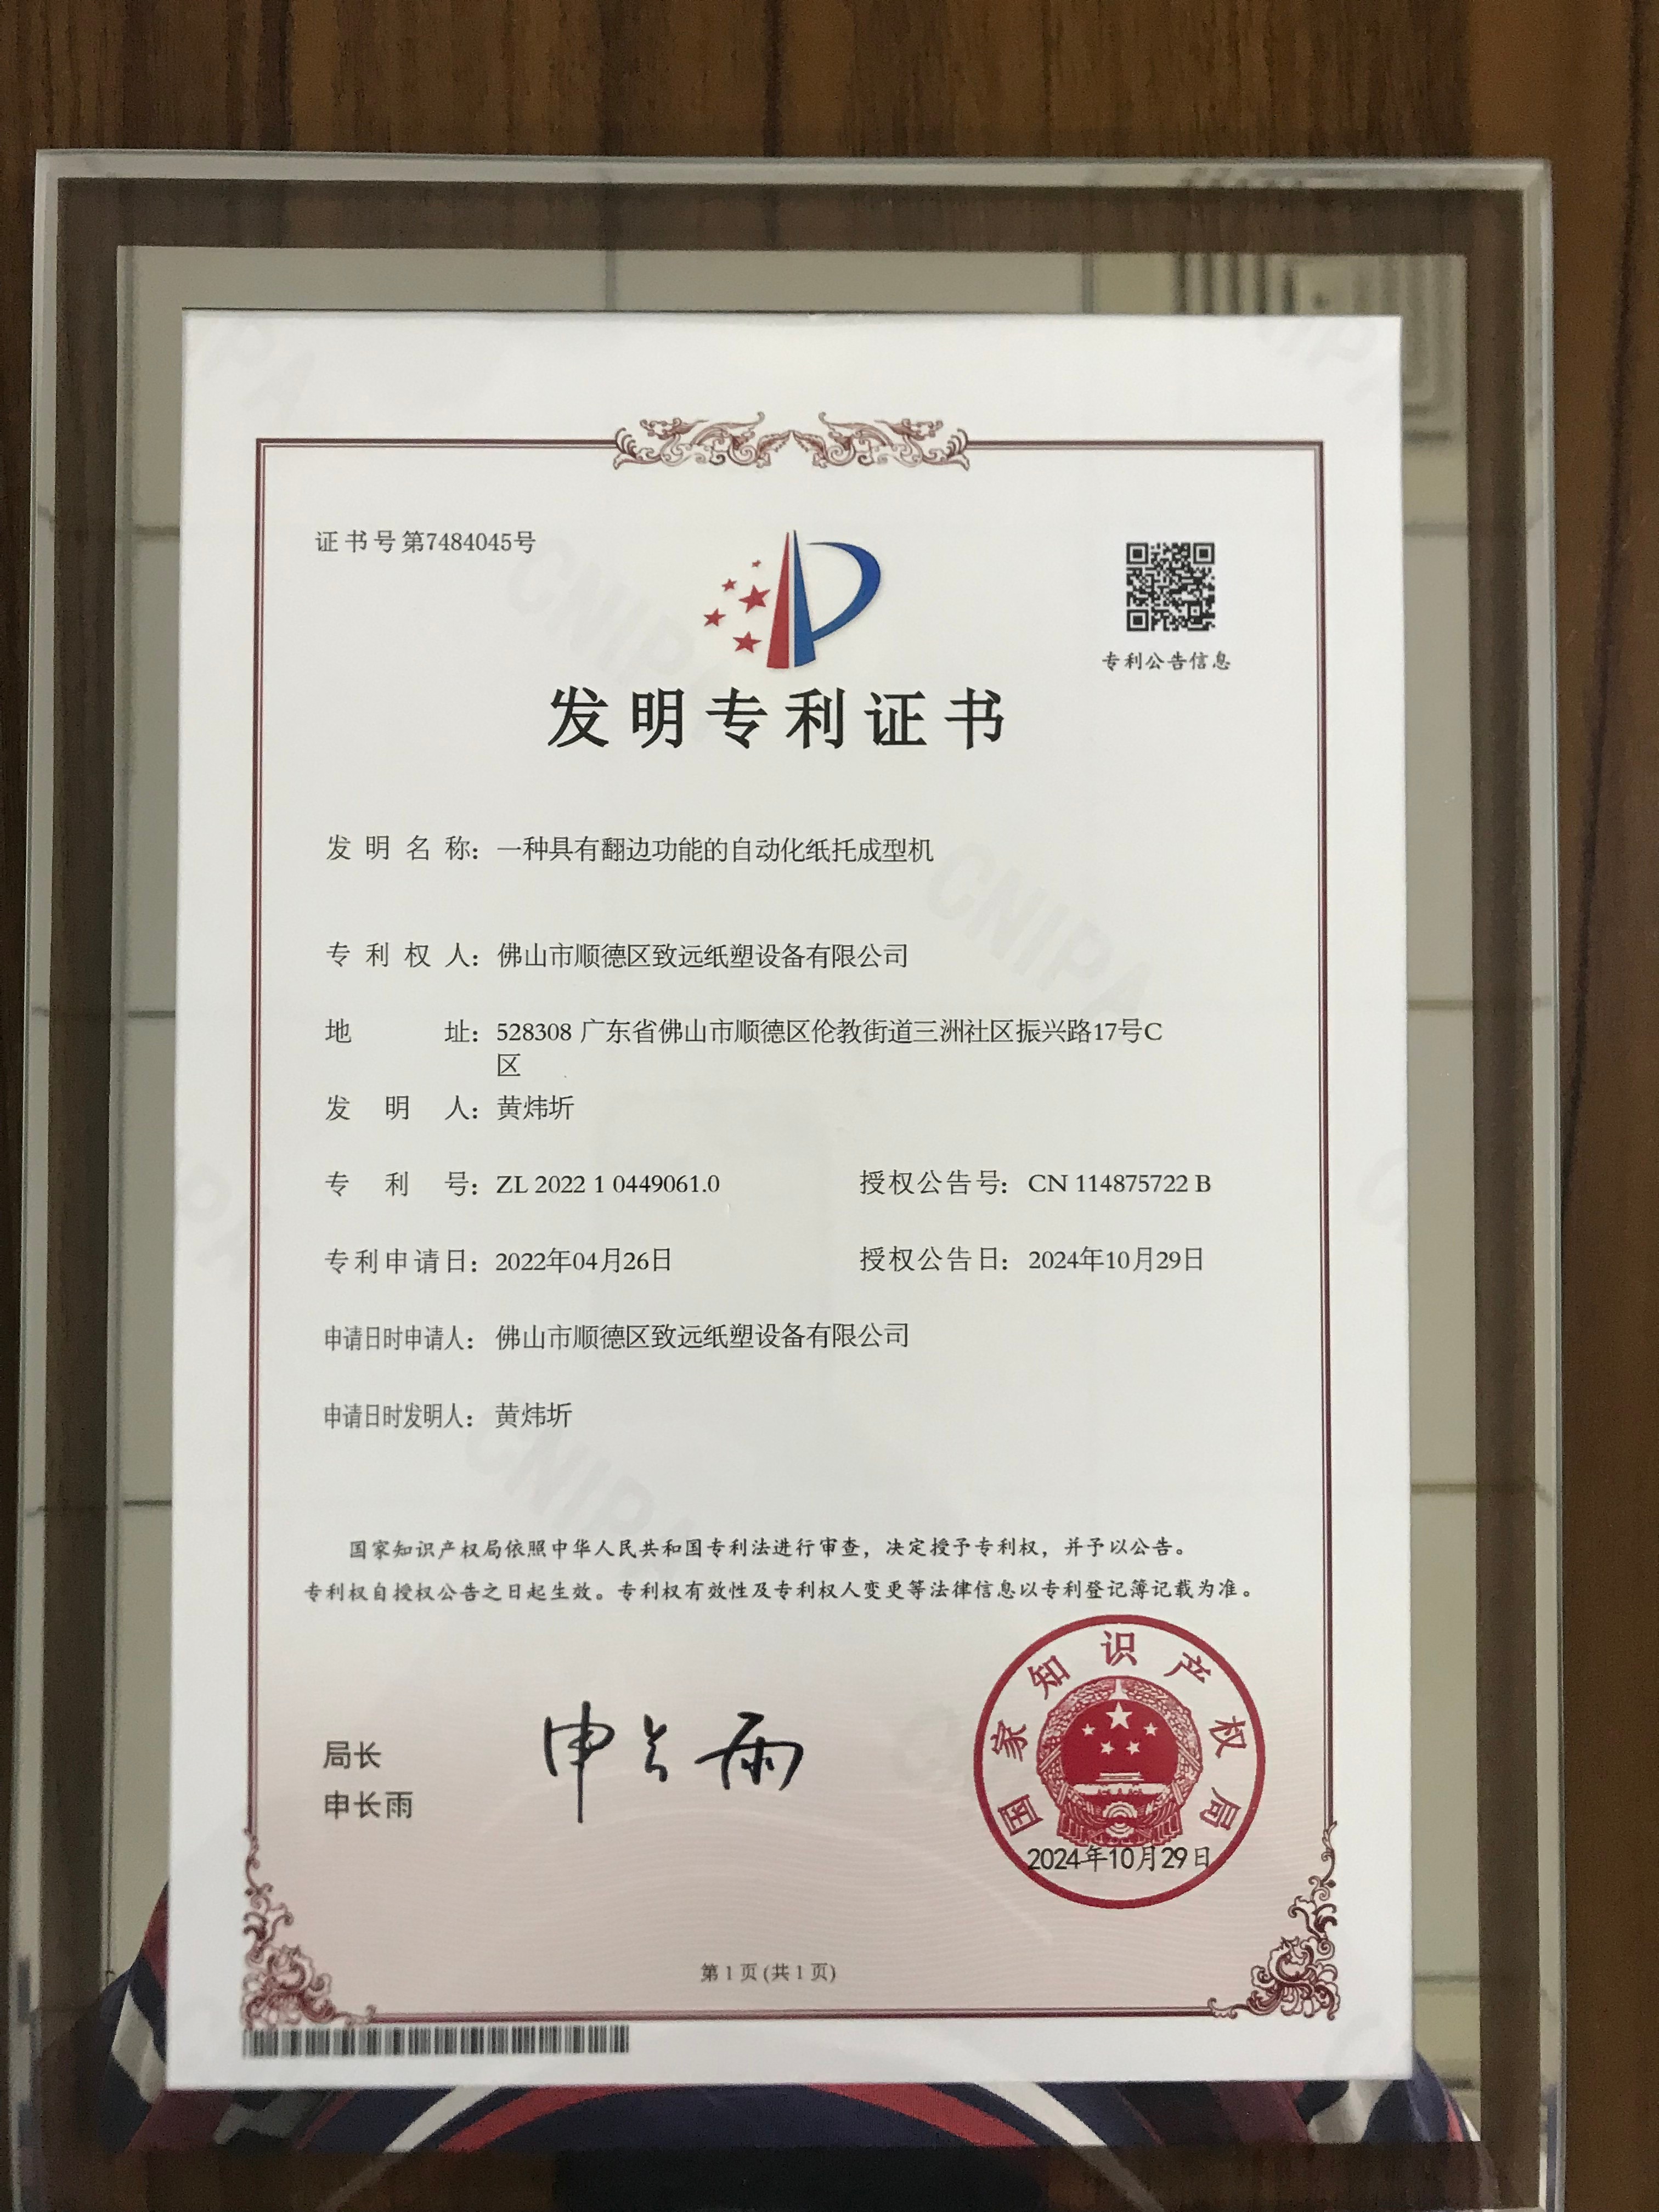 证书号第7484045号
专利公告信息
发明专利证书
发明名称：一种具有翻边功能的自动化纸托成型机
专利权人：佛山市顺德区致远纸塑设备有限公司
地址：528308 广东省佛山市顺德区伦教街道三洲社区振兴路17号C
区
发明人：黄炜圻
专利号：ZL 2022 1 0449061.0 授权公告号：CN 114875722 B
专利申请日：2022年04月26日 授权公告日：2024年10月29日
申请日时申请人：佛山市顺德区致远纸塑设备有限公司
申请日时发明人：黄炜圻
国家知识产权局依照中华人民共和国专利法进行审查，决定授予专利权，并予以公告。
专利权自授权公告之日起生效。专利权有效性及专利权人变更等法律信息以专利登记簿记载为准。
局长
申长雨
申长雨
国家知识产权局
2024年10月29日
第1页(共1页)
CNIPA
CNIPA
CNIPA